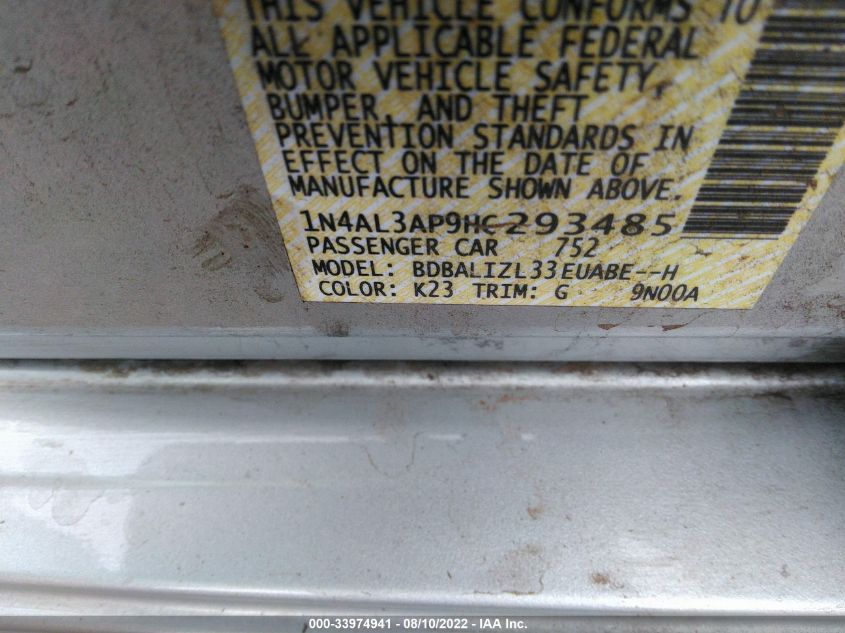 THIS VEHICLE CONFORMS TO
ALL APPLICABLE FEDERAL
MOTOR VEHICLE SAFETY,
BUMPER, AND THEFT
PREVENTION STANDARDS IN
EFFECT ON THE DATE OF
MANUFACTURE SHOWN ABOVE.
1N4AL3AP9HC293485
PASSENGER CAR 752
MODEL: BDBALIZL33EUABE--H
COLOR: K23 TRIM: G 9N00A
000-33974941 - 08/10/2022 - IAA Inc.